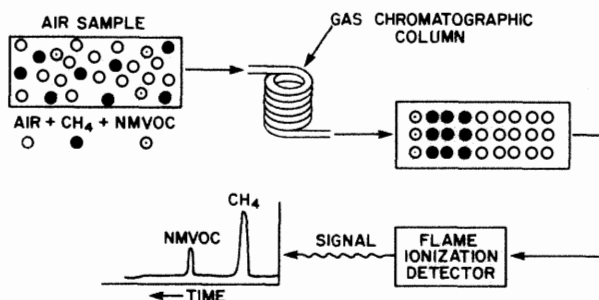 AIR SAMPLE
GAS CHROMATOGRAPHIC
COLUMN
AIR + CH₄ + NMVOC
CH₄
NMVOC
SIGNAL
FLAME
IONIZATION
DETECTOR
TIME